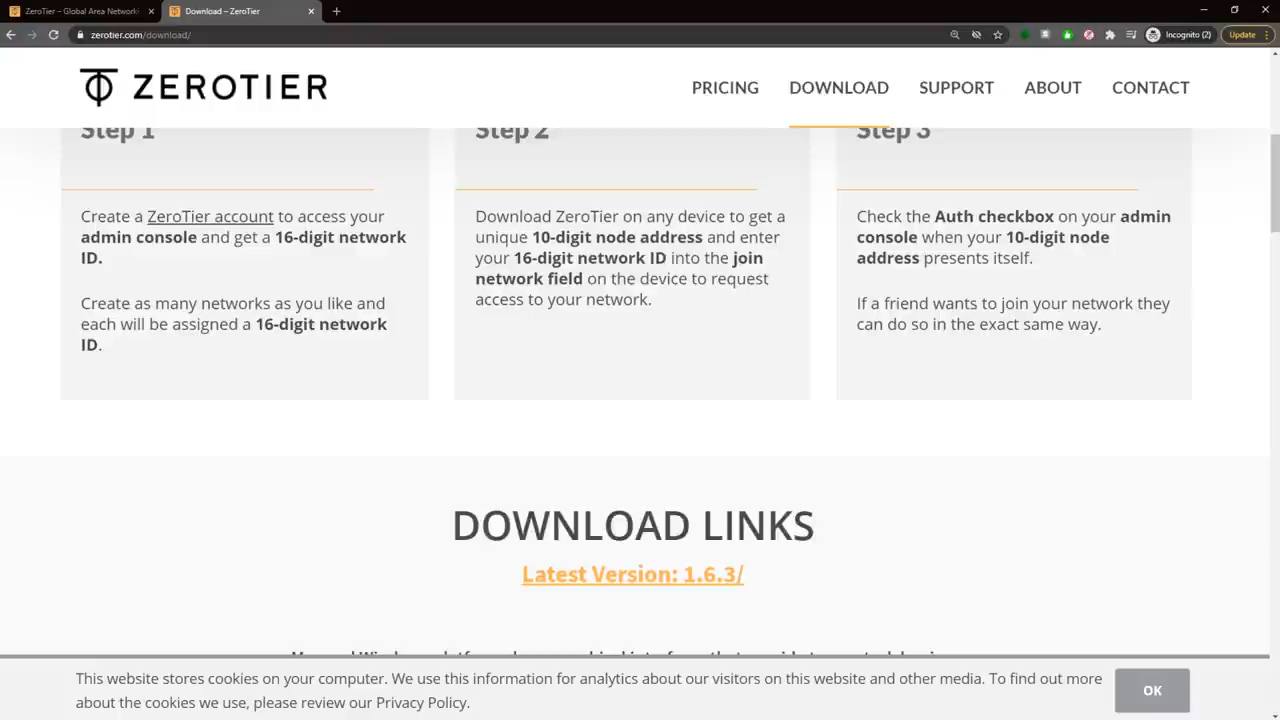 ZeroTier – Global Area Network
Download – ZeroTier
zerotier.com/download/
Incognito (2)
Update
ZEROTIER
PRICING
DOWNLOAD
SUPPORT
ABOUT
CONTACT
Step 1
Step 2
Step 3
Create a ZeroTier account to access your
admin console and get a 16-digit network
ID.
Create as many networks as you like and
each will be assigned a 16-digit network
ID.
Download ZeroTier on any device to get a
unique 10-digit node address and enter
your 16-digit network ID into the join
network field on the device to request
access to your network.
Check the Auth checkbox on your admin
console when your 10-digit node
address presents itself.
If a friend wants to join your network they
can do so in the exact same way.
DOWNLOAD LINKS
Latest Version: 1.6.3/
This website stores cookies on your computer. We use this information for analytics about our visitors on this website and other media. To find out more
about the cookies we use, please review our Privacy Policy.
OK